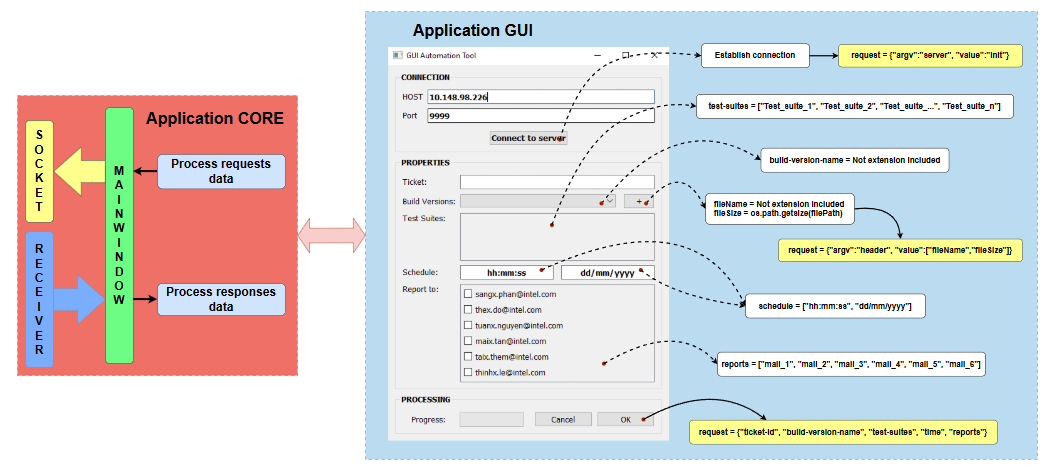 Application CORE
SOCKET
RECEIVER
MAINWINDOW
Process requests
data
Process responses
data
Application GUI
GUI Automation Tool
CONNECTION
HOST
10.148.98.226
Port
9999
Connect to server
PROPERTIES
Ticket:
Build Versions:
+
Test Suites:
Schedule:
hh:mm:ss
dd/mm/yyyy
Report to:
sangx.phan@intel.com
thex.do@intel.com
tuanx.nguyen@intel.com
maix.tan@intel.com
taix.them@intel.com
thinhx.le@intel.com
PROCESSING
Progress:
Cancel
OK
Establish connection
request = {"argv":"server", "value":"init"}
test-suites = ["Test_suite_1", "Test_suite_2", "Test_suite_...", "Test_suite_n"]
build-version-name = Not extension included
fileName = Not extension included
fileSize = os.path.getsize(filePath)
request = {"argv":"header", "value":["fileName","fileSize"]}
schedule = ["hh:mm:ss", "dd/mm/yyyy"]
reports = ["mail_1", "mail_2", "mail_3", "mail_4", "mail_5", "mail_6"]
request = {"ticket-id", "build-version-name", "test-suites", "time", "reports"}